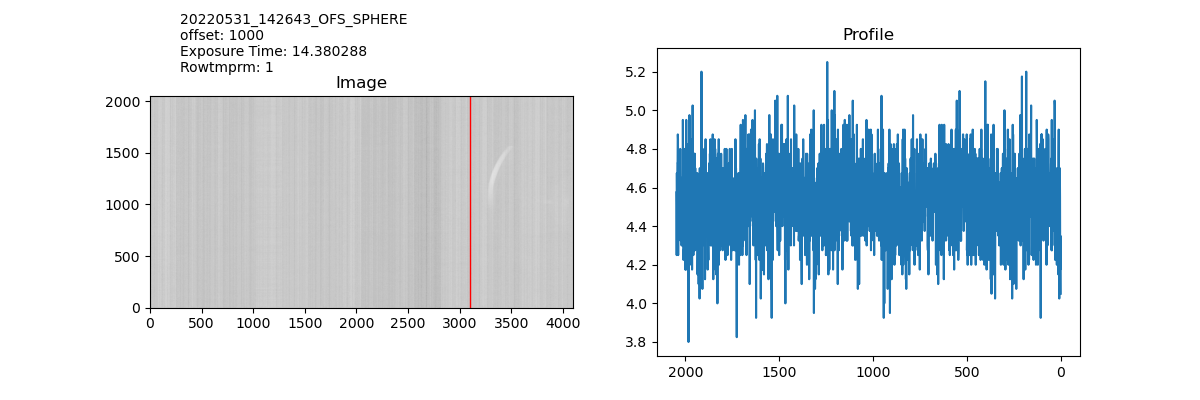 20220531_142643_OFS_SPHERE
offset: 1000
Exposure Time: 14.380288
Rowtmprm: 1
Image
2000
1500
1000
500
0
0 500 1000 1500 2000 2500 3000 3500 4000
Profile
5.2
5.0
4.8
4.6
4.4
4.2
4.0
3.8
2000 1500 1000 500 0